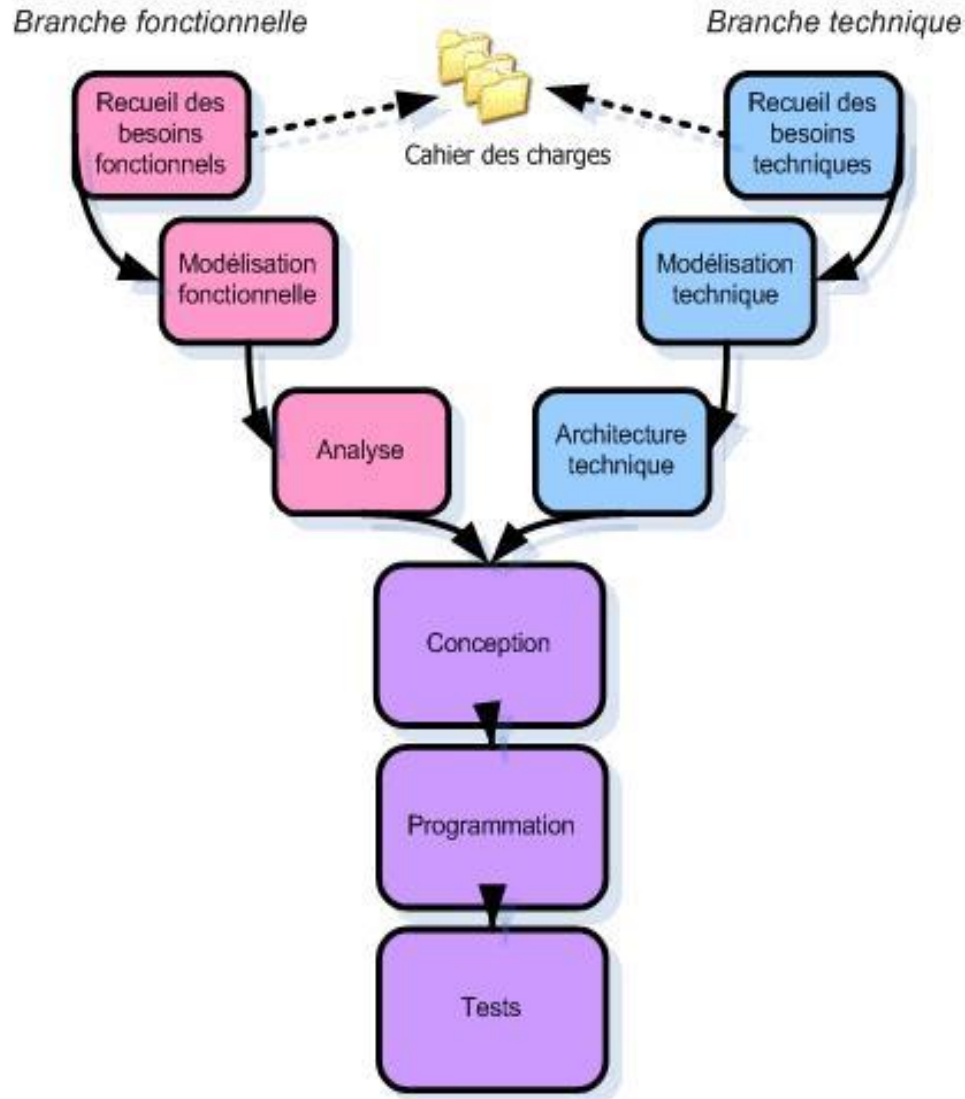 Branche fonctionnelle
Branche technique
Recueil des
besoins
fonctionnels
Cahier des charges
Recueil des
besoins
techniques
Modélisation
fonctionnelle
Modélisation
technique
Analyse
Architecture
technique
Conception
Programmation
Tests